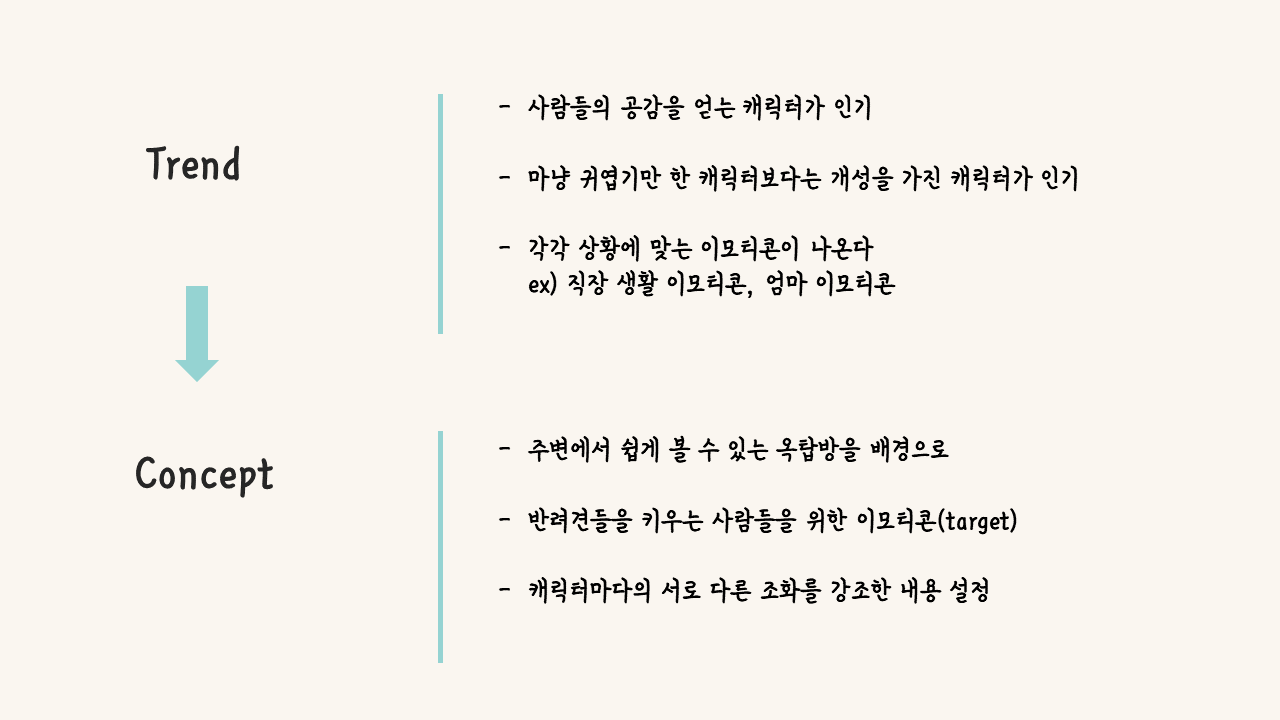 Trend
- 사람들의 공감을 얻는 캐릭터가 인기
- 마냥 귀엽기만 한 캐릭터보다는 개성을 가진 캐릭터가 인기
- 각각 상황에 맞는 이모티콘이 나온다
ex) 직장 생활 이모티콘, 엄마 이모티콘
Concept
- 주변에서 쉽게 볼 수 있는 옥탑방을 배경으로
- 반려견들을 키우는 사람들을 위한 이모티콘(target)
- 캐릭터마다의 서로 다른 조화를 강조한 내용 설정